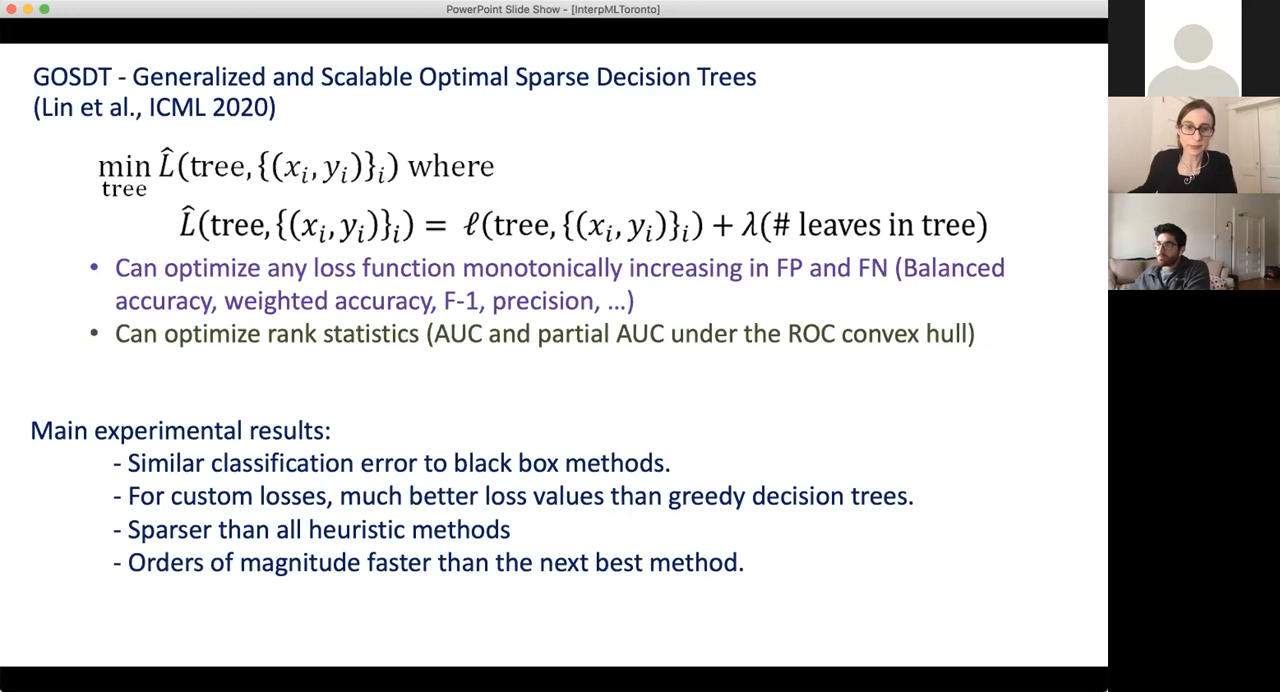 PowerPoint Slide Show - [InterpMLToronto]
GOSDT - Generalized and Scalable Optimal Sparse Decision Trees
(Lin et al., ICML 2020)
min L̂(tree,{(xᵢ, yᵢ)}ᵢ) where
tree
L̂(tree,{(xᵢ, yᵢ)}ᵢ) = ℓ(tree,{(xᵢ, yᵢ)}ᵢ) + λ(# leaves in tree)
• Can optimize any loss function monotonically increasing in FP and FN (Balanced
accuracy, weighted accuracy, F-1, precision, …)
• Can optimize rank statistics (AUC and partial AUC under the ROC convex hull)
Main experimental results:
- Similar classification error to black box methods.
- For custom losses, much better loss values than greedy decision trees.
- Sparser than all heuristic methods
- Orders of magnitude faster than the next best method.